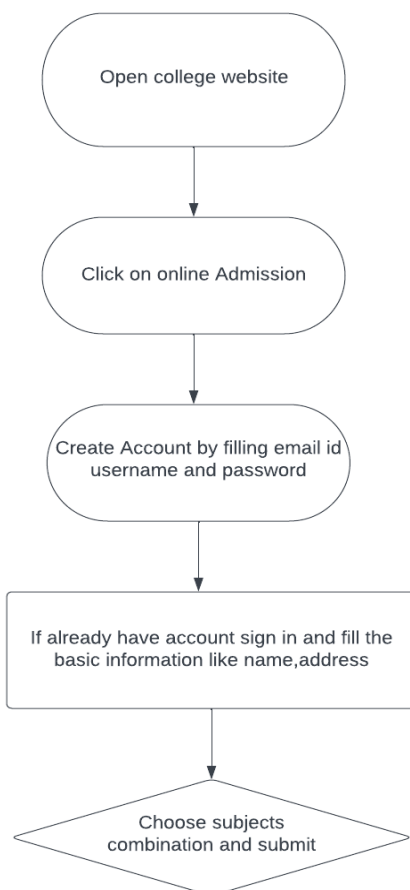 Open college website
Click on online Admission
Create Account by filling email id
username and password
If already have account sign in and fill the
basic information like name,address
Choose subjects
combination and submit